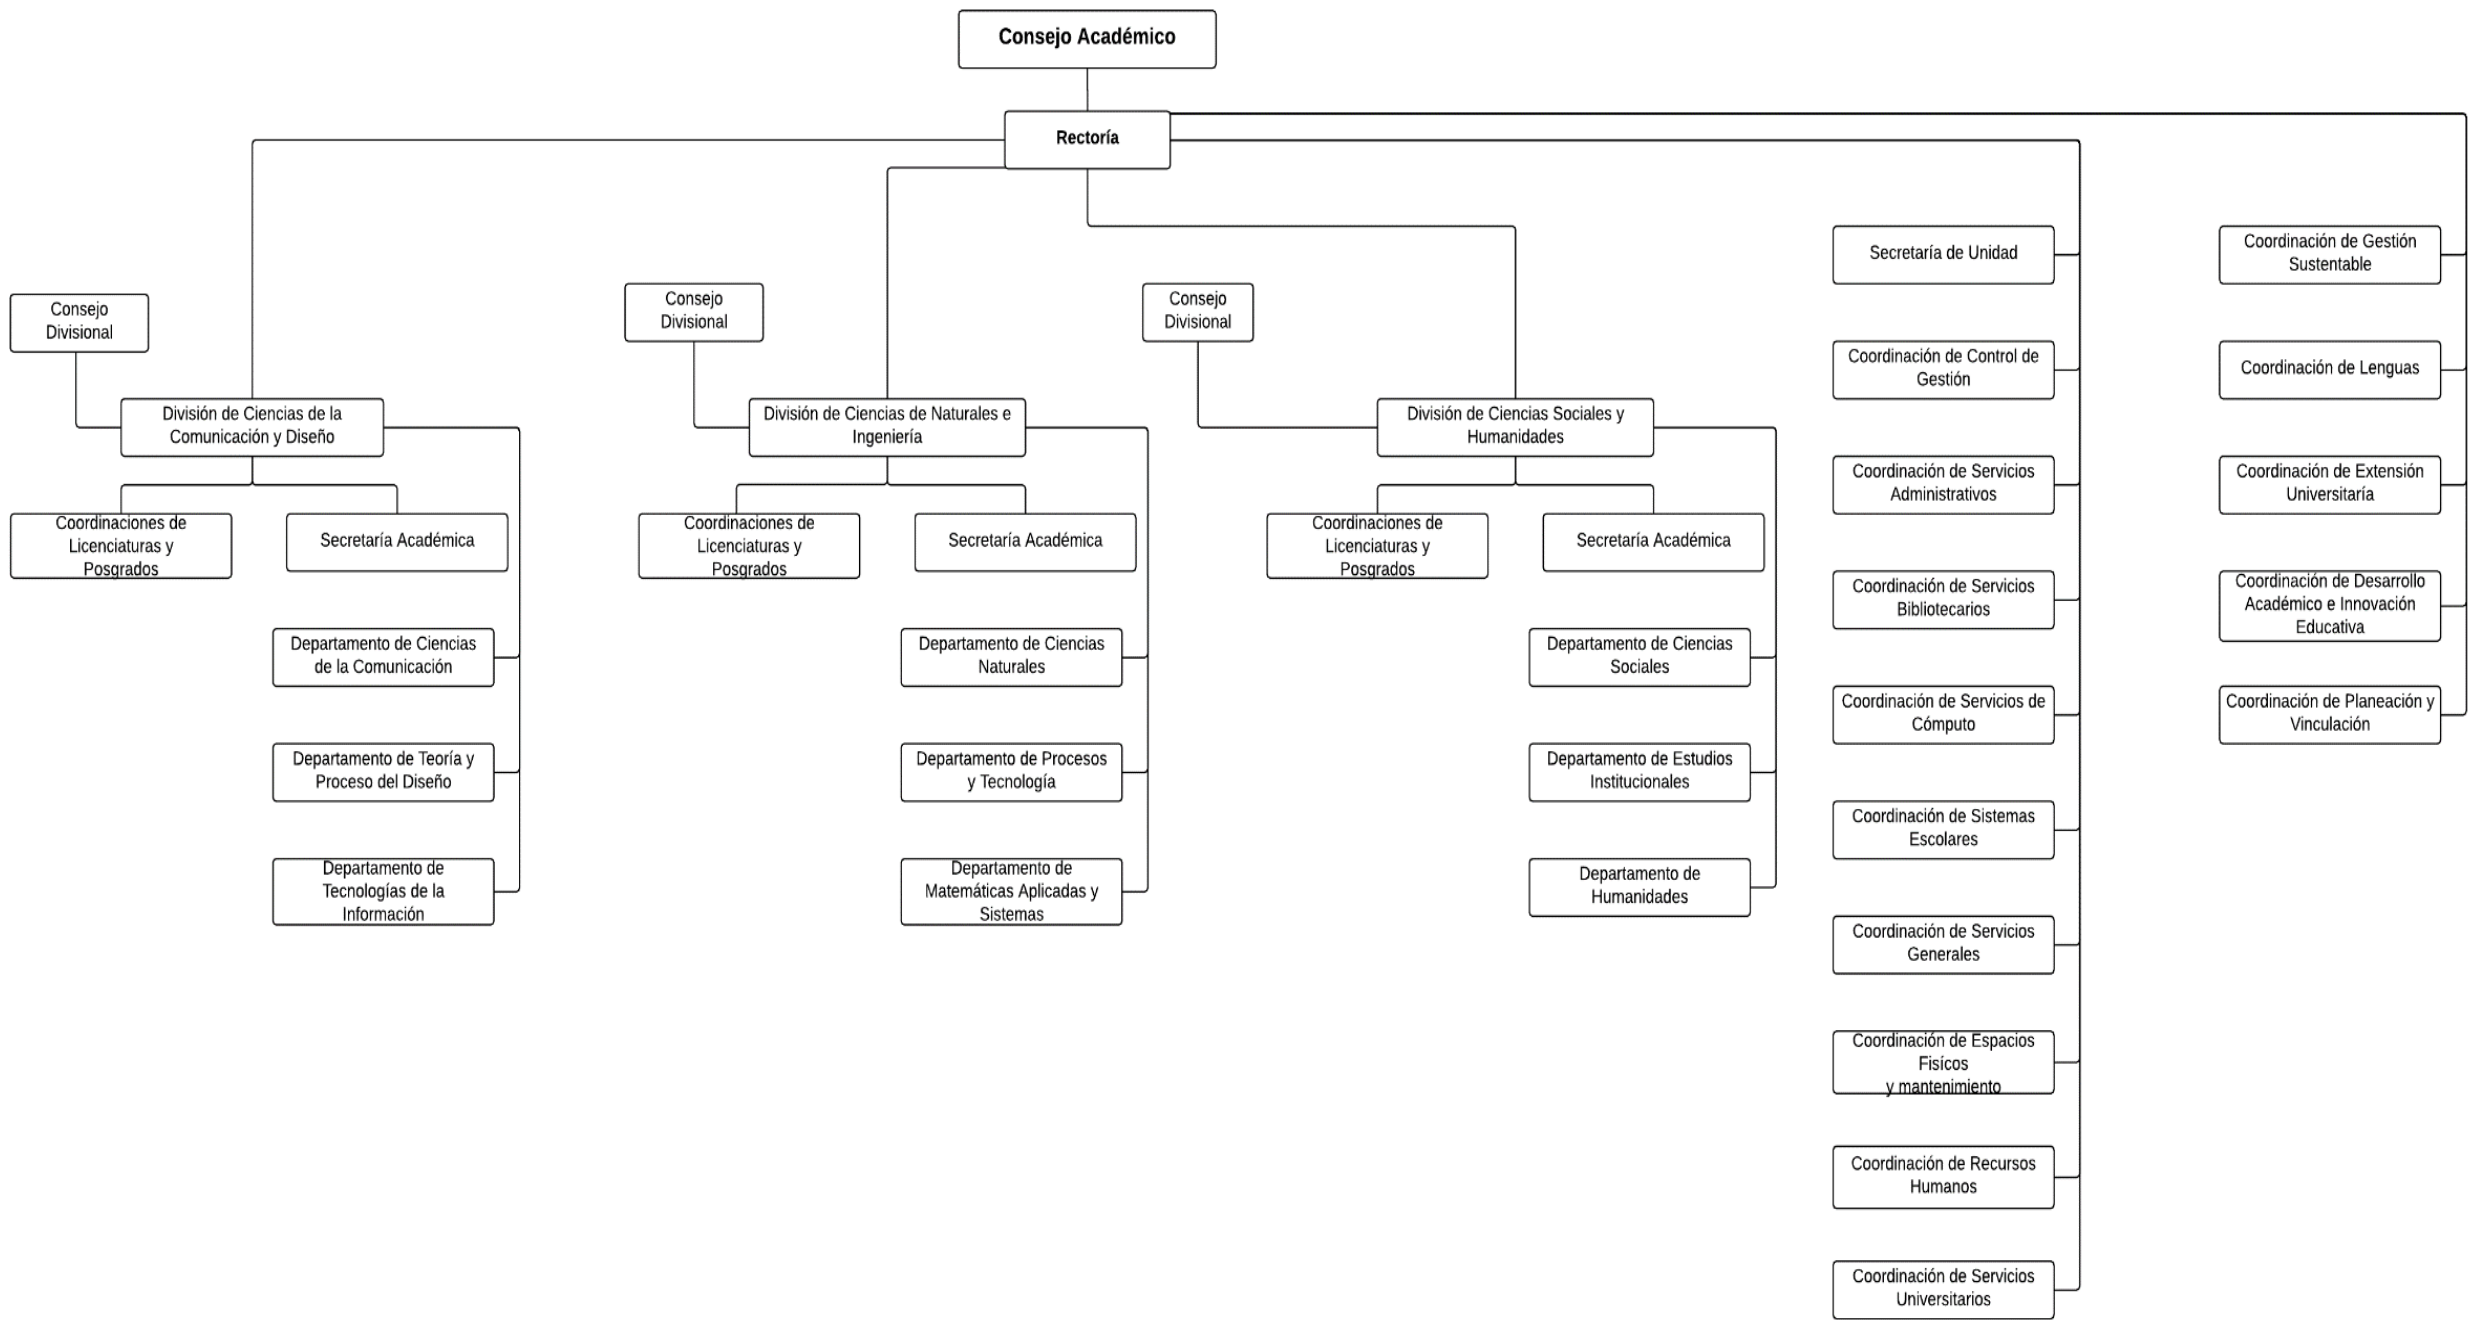 Consejo Académico
Rectoría
Consejo
Divisional
División de Ciencias de la
Comunicación y Diseño
Coordinaciones de
Licenciaturas y
Posgrados
Secretaría Académica
Departamento de Ciencias
de la Comunicación
Departamento de Teoría y
Proceso del Diseño
Departamento de
Tecnologías de la
Información
Consejo
Divisional
División de Ciencias de Naturales e
Ingeniería
Coordinaciones de
Licenciaturas y
Posgrados
Secretaría Académica
Departamento de Ciencias
Naturales
Departamento de Procesos
y Tecnología
Departamento de
Matemáticas Aplicadas y
Sistemas
Consejo
Divisional
División de Ciencias Sociales y
Humanidades
Coordinaciones de
Licenciaturas y
Posgrados
Secretaría Académica
Departamento de Ciencias
Sociales
Departamento de Estudios
Institucionales
Departamento de
Humanidades
Secretaría de Unidad
Coordinación de Control de
Gestión
Coordinación de Servicios
Administrativos
Coordinación de Servicios
Bibliotecarios
Coordinación de Servicios de
Cómputo
Coordinación de Sistemas
Escolares
Coordinación de Servicios
Generales
Coordinación de Espacios
Fisícos
y mantenimiento
Coordinación de Recursos
Humanos
Coordinación de Servicios
Universitarios
Coordinación de Gestión
Sustentable
Coordinación de Lenguas
Coordinación de Extensión
Universitaría
Coordinación de Desarrollo
Académico e Innovación
Educativa
Coordinación de Planeación y
Vinculación